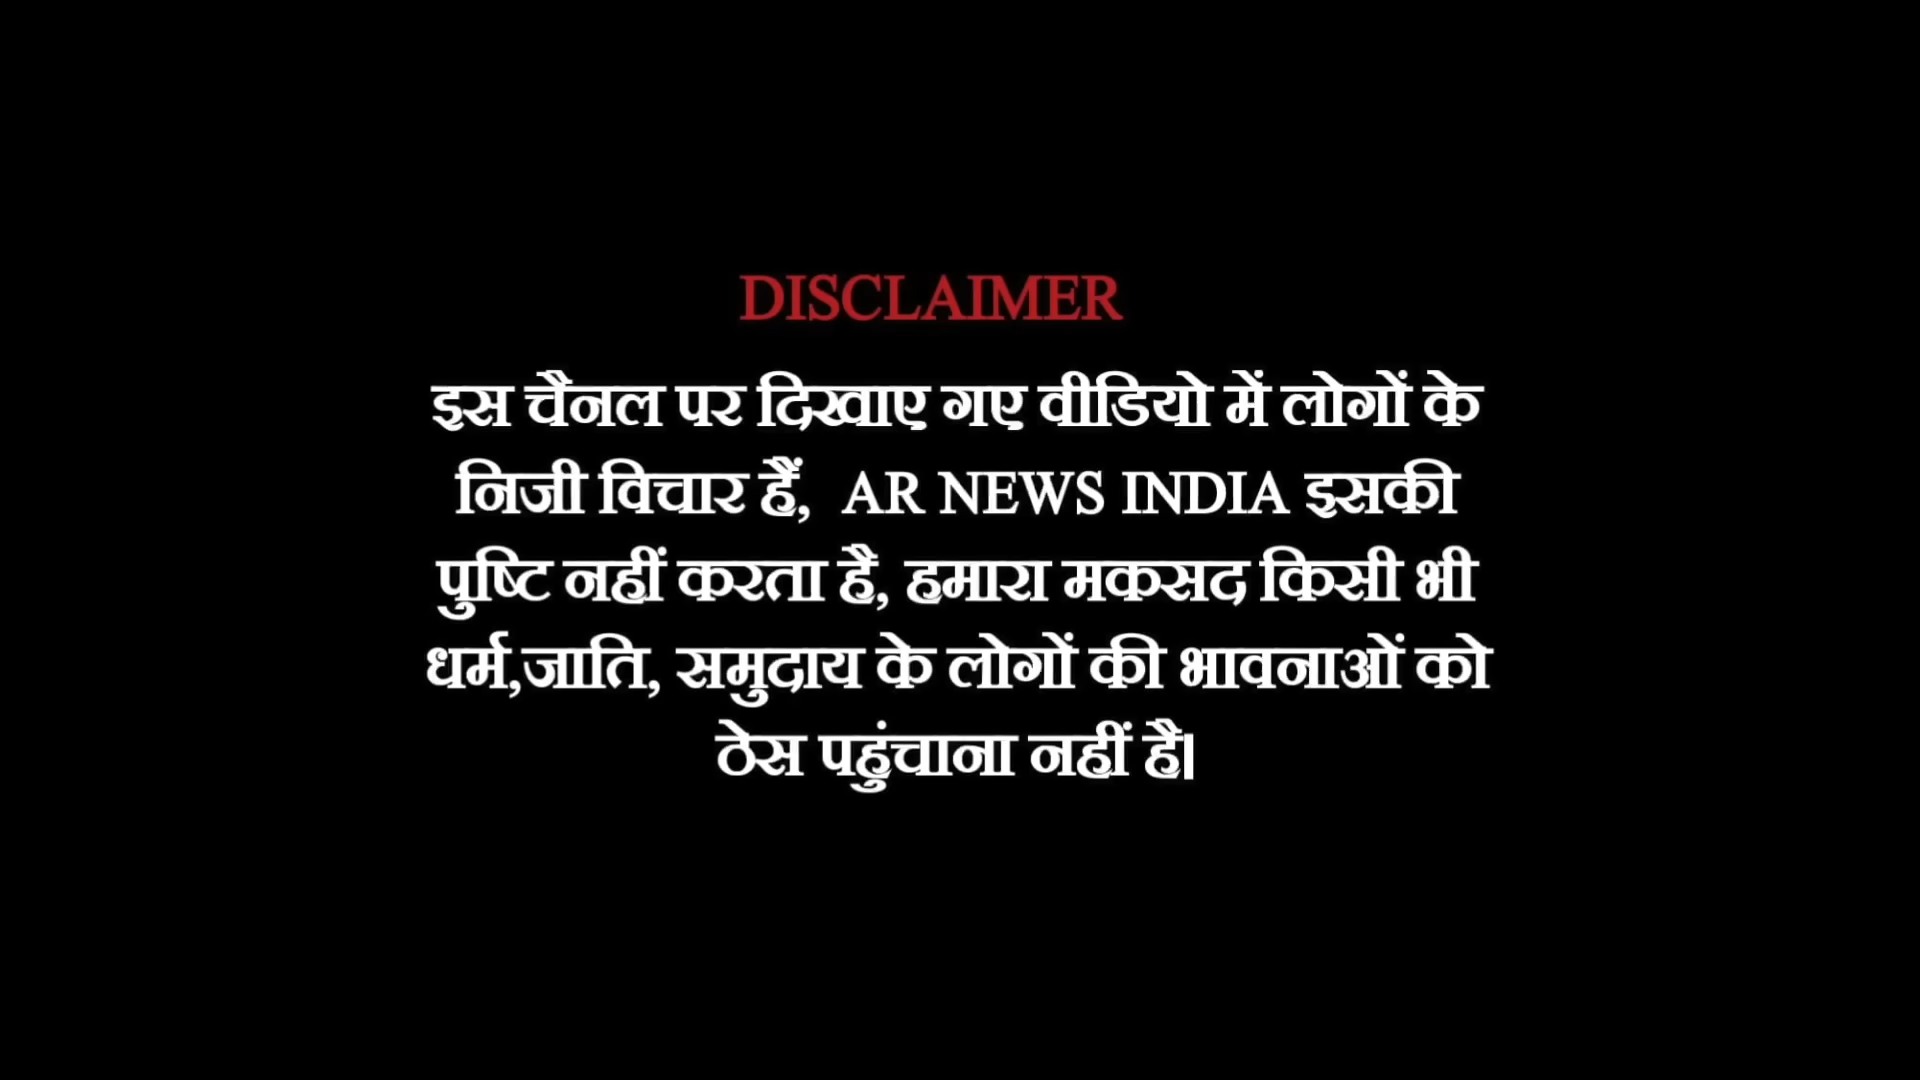 DISCLAIMER
इस चैनल पर दिखाए गए वीडियो में लोगों के
निजी विचार हैं, AR NEWS INDIA इसकी
पुष्टि नहीं करता है, हमारा मकसद किसी भी
धर्म,जाति, समुदाय के लोगों की भावनाओं को
ठेस पहुंचाना नहीं है।